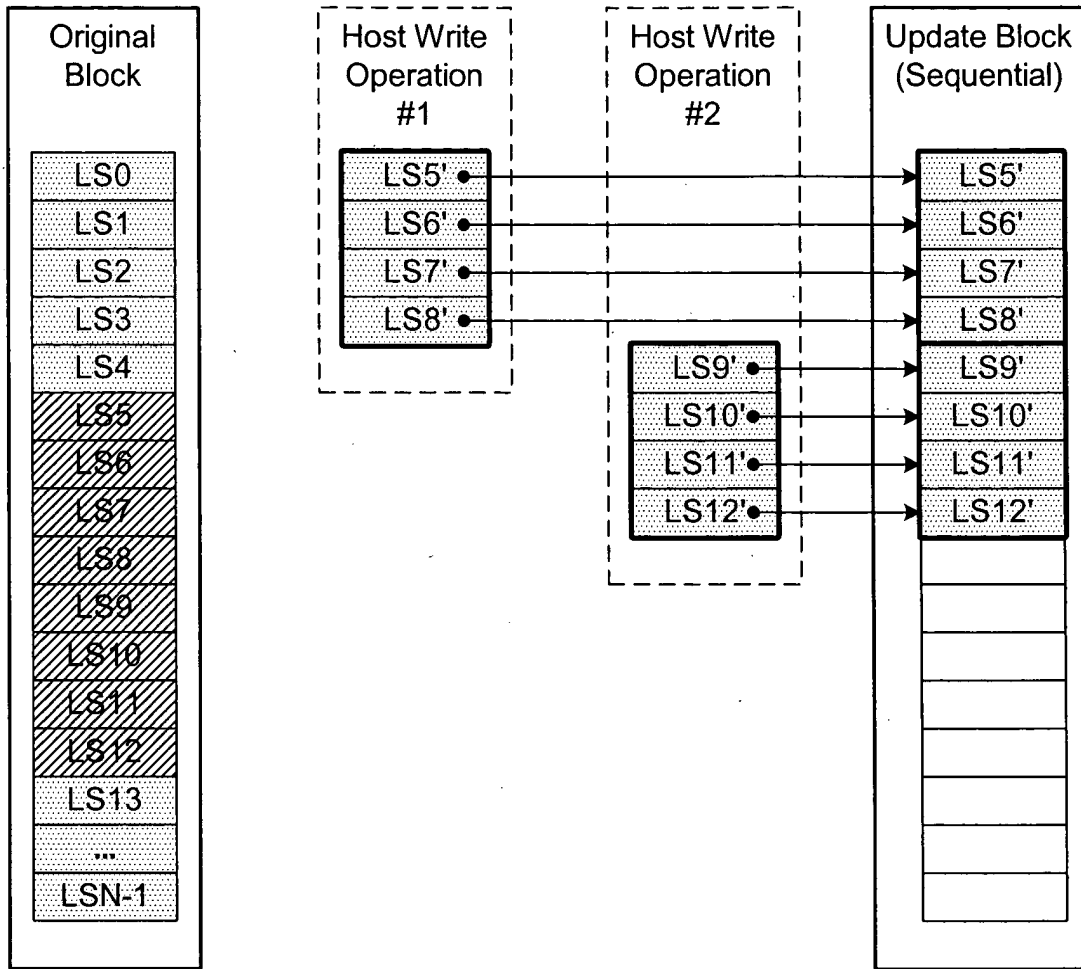 Original
Block
LS0
LS1
LS2
LS3
LS4
LS5
LS6
LS7
LS8
LS9
LS10
LS11
LS12
LS13
...
LSN-1
Host Write
Operation
#1
LS5'
LS6'
LS7'
LS8'
Host Write
Operation
#2
LS9'
LS10'
LS11'
LS12'
Update Block
(Sequential)
LS5'
LS6'
LS7'
LS8'
LS9'
LS10'
LS11'
LS12'